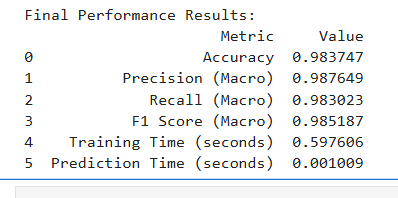 Final Performance Results:
Metric Value
0 Accuracy 0.983747
1 Precision (Macro) 0.987649
2 Recall (Macro) 0.983023
3 F1 Score (Macro) 0.985187
4 Training Time (seconds) 0.597606
5 Prediction Time (seconds) 0.001009